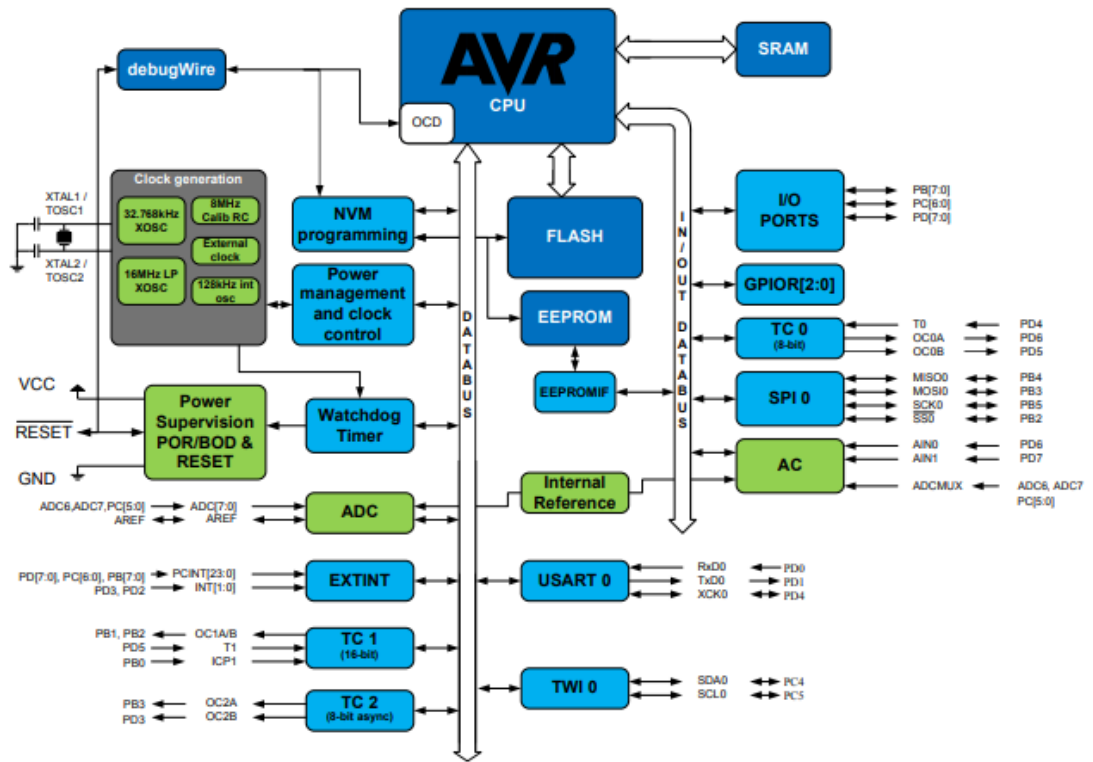 AVR
CPU
OCD
SRAM
debugWire
Clock generation
XTAL1 /
TOSC1
32.768kHz
XOSC
8MHz
Calib RC
External
clock
XTAL2 /
TOSC2
16MHz LP
XOSC
128kHz int
osc
NVM
programming
FLASH
Power
management
and clock
control
EEPROM
EEPROMIF
DATABUS
IN/OUT DATABUS
I/O
PORTS
PB[7:0]
PC[6:0]
PD[7:0]
GPIOR[2:0]
TC 0
(8-bit)
T0 PD4
OC0A PD6
OC0B PD5
SPI 0
MISO0 PB4
MOSI0 PB3
SCK0 PB5
SS0 PB2
AC
AIN0 PD6
AIN1 PD7
ADCMUX ADC6, ADC7
PC[5:0]
VCC
RESET
GND
Power
Supervision
POR/BOD &
RESET
Watchdog
Timer
Internal
Reference
ADC6,ADC7,PC[5:0] ADC[7:0]
AREF AREF
ADC
PD[7:0], PC[6:0], PB[7:0] PCINT[23:0]
PD3, PD2 INT[1:0]
EXTINT
USART 0
RxD0 PD0
TxD0 PD1
XCK0 PD4
PB1, PB2 OC1A/B
PD5 T1
PB0 ICP1
TC 1
(16-bit)
TWI 0
SDA0 PC4
SCL0 PC5
PB3 OC2A
PD3 OC2B
TC 2
(8-bit async)